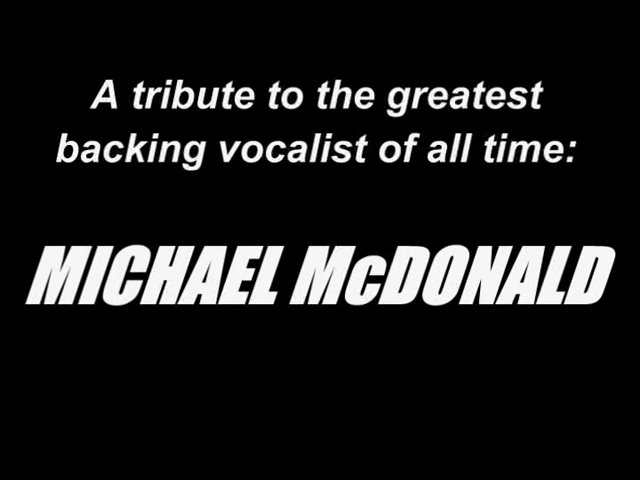 A tribute to the greatest
backing vocalist of all time:
MICHAEL McDONALD